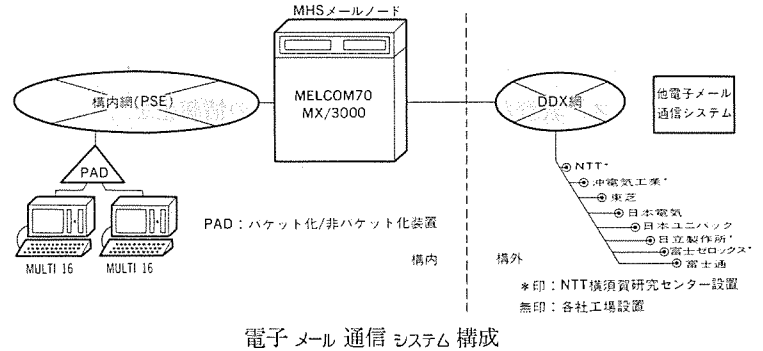 MHSメールノード
構内網(PSE)
MELCOM70
MX/3000
DDX網
他電子メール
通信システム
PAD
NTT*
沖電気工業*
東芝
日本電気
日本ユニバック
日立製作所*
富士ゼロックス*
富士通
PAD:パケット化/非パケット化装置
MULTI 16
MULTI 16
構内
構外
*印:NTT横須賀研究センター設置
無印:各社工場設置
電子メール通信システム構成